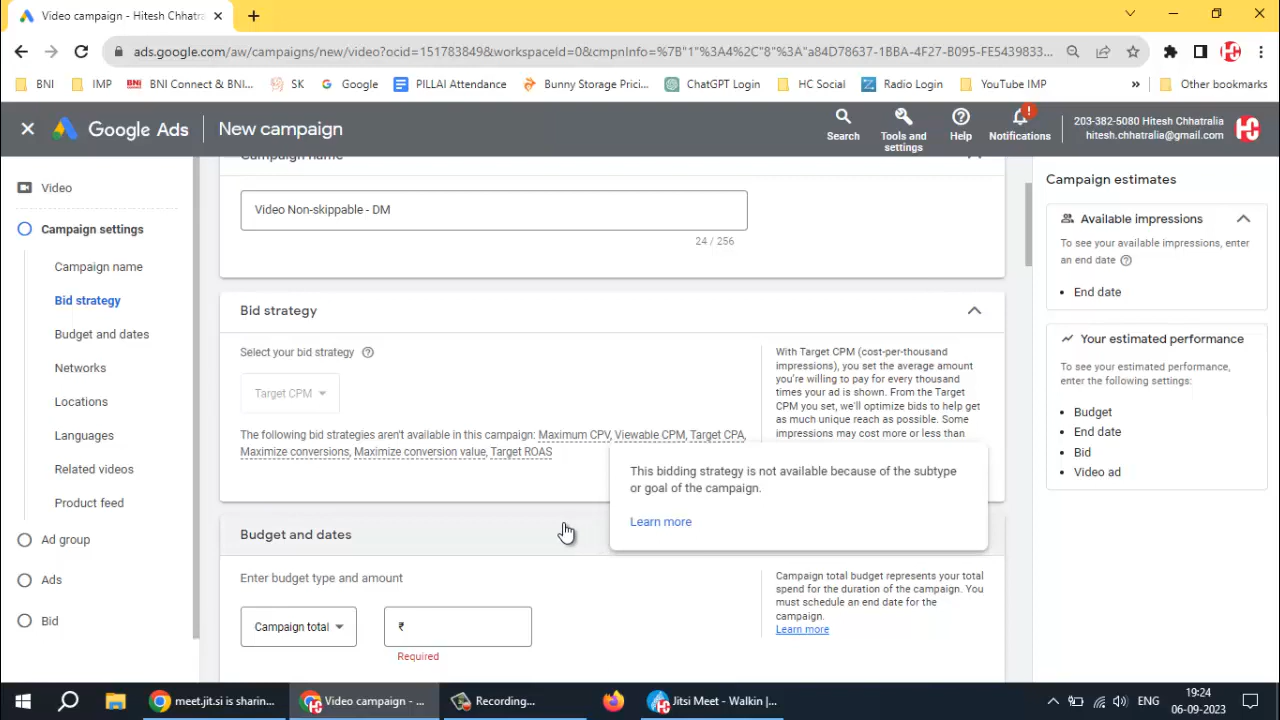 Video campaign - Hitesh Chhatra
ads.google.com/aw/campaigns/new/video?ocid=151783849&workspaceId=0&cmpnInfo=%7B"1"%3A4%2C"8"%3A"a84D78637-1BBA-4F27-B095-FE5439833...
BNI
IMP
BNI Connect & BNI...
SK
Google
PILLAI Attendance
Bunny Storage Prici...
ChatGPT Login
HC Social
Radio Login
YouTube IMP
»
Other bookmarks
Google Ads
New campaign
Search
Tools and settings
Help
Notifications
203-382-5080 Hitesh Chhatralia
hitesh.chhatralia@gmail.com
Video
Campaign settings
Campaign name
Bid strategy
Budget and dates
Networks
Locations
Languages
Related videos
Product feed
Ad group
Ads
Bid
Campaign name
Video Non-skippable - DM
24 / 256
Bid strategy
Select your bid strategy
Target CPM
The following bid strategies aren't available in this campaign: Maximum CPV, Viewable CPM, Target CPA,
Maximize conversions, Maximize conversion value, Target ROAS
With Target CPM (cost-per-thousand
impressions), you set the average amount
you're willing to pay for every thousand
times your ad is shown. From the Target
CPM you set, we'll optimize bids to help get
as much unique reach as possible. Some
impressions may cost more or less than
This bidding strategy is not available because of the subtype
or goal of the campaign.
Learn more
Budget and dates
Enter budget type and amount
Campaign total
₹
Required
Campaign total budget represents your total
spend for the duration of the campaign. You
must schedule an end date for the
campaign.
Learn more
Campaign estimates
Available impressions
To see your available impressions, enter
an end date
• End date
Your estimated performance
To see your estimated performance,
enter the following settings:
• Budget
• End date
• Bid
• Video ad
meet.jit.si is sharin...
Video campaign - ...
Recording...
Jitsi Meet - Walkin |...
ENG
19:24
06-09-2023